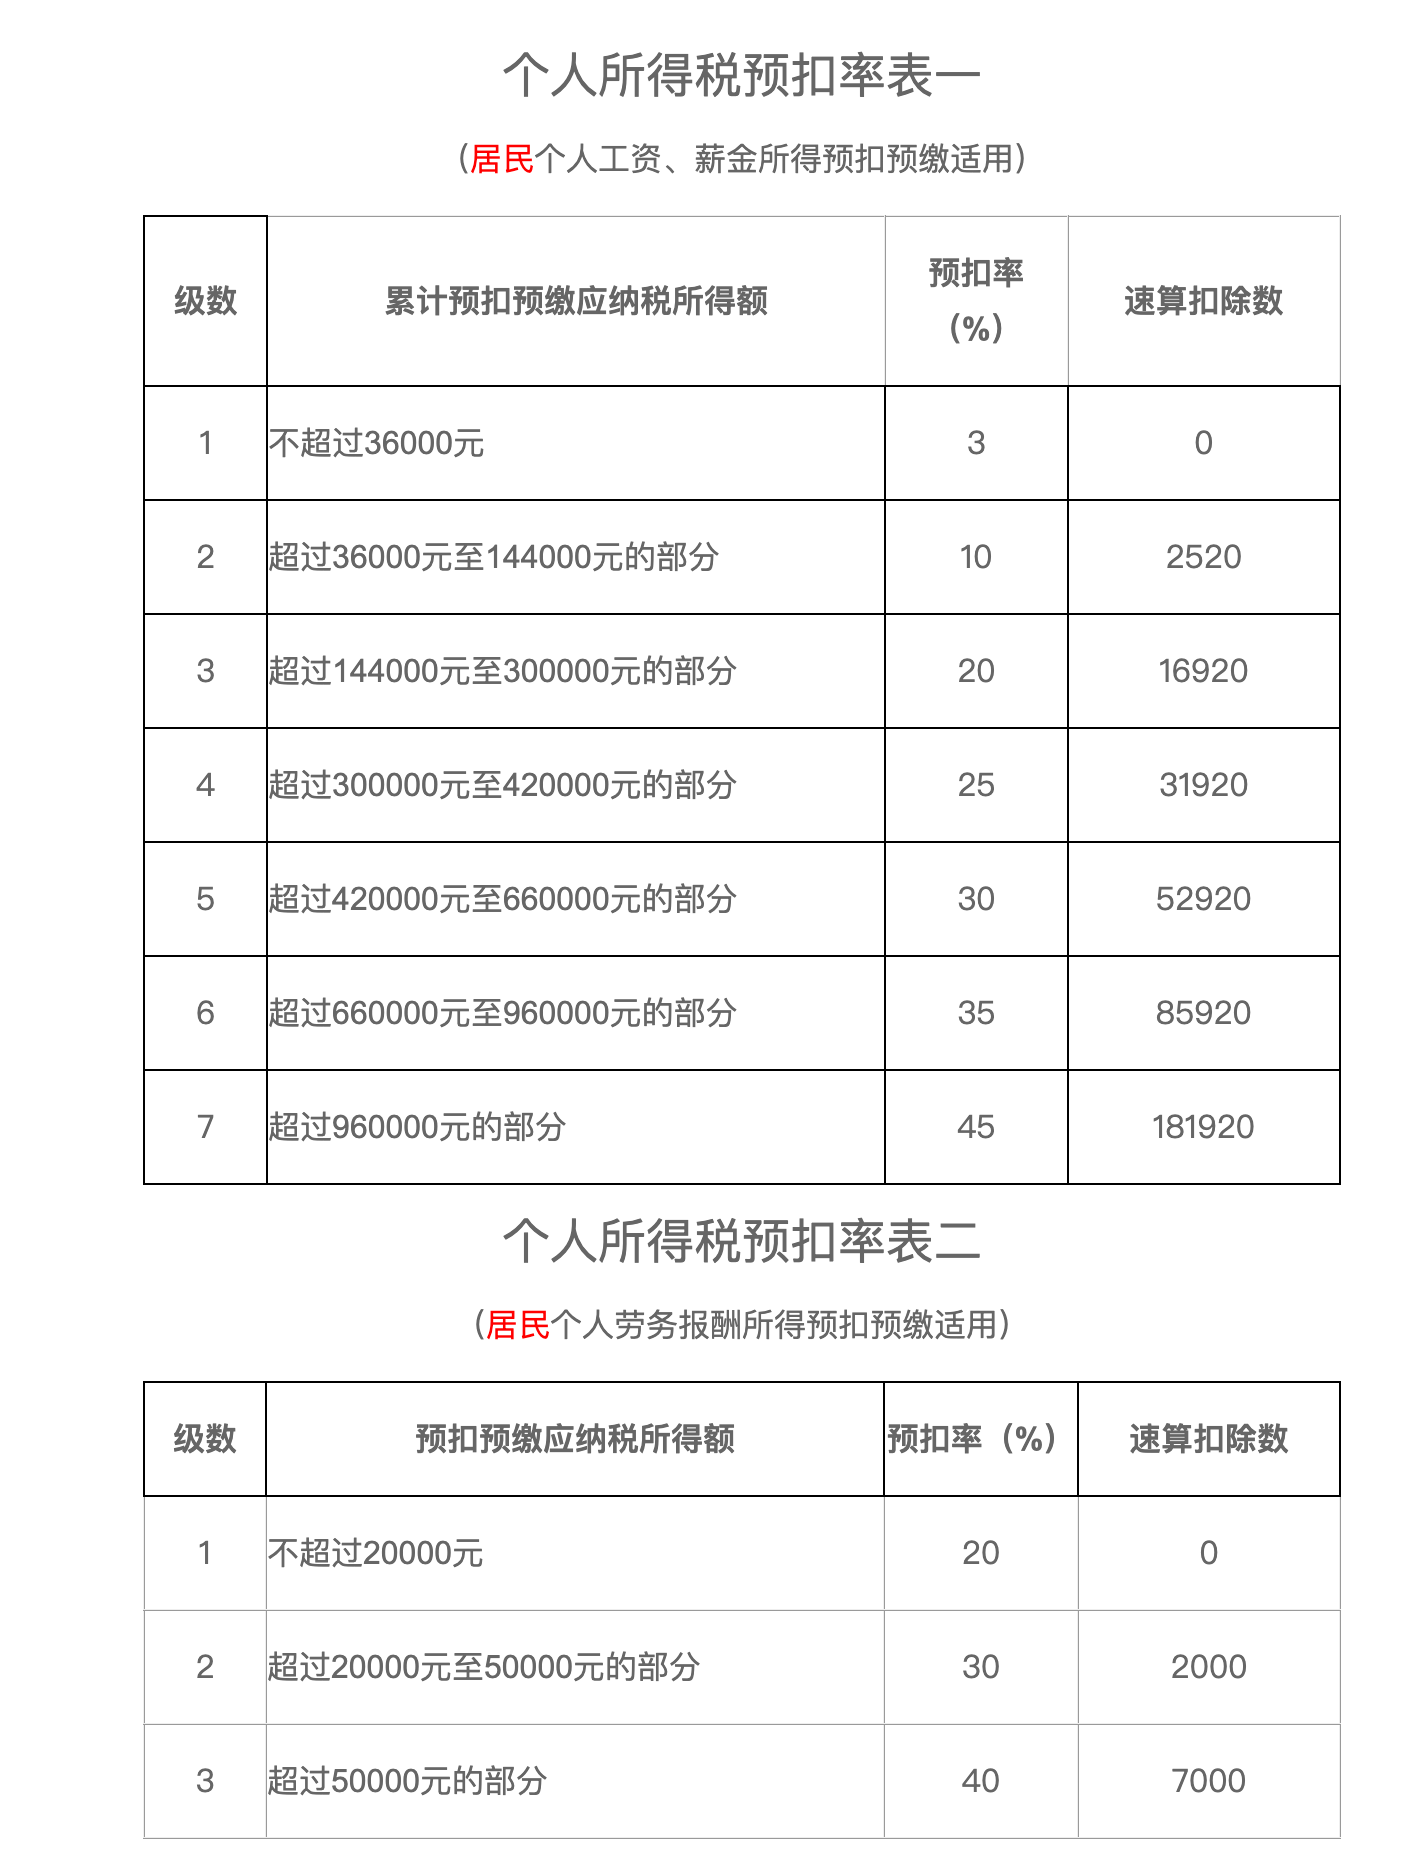 个人所得税预扣率表一
（居民个人工资、薪金所得预扣预缴适用）
级数 累计预扣预缴应纳税所得额 预扣率（%） 速算扣除数
1 不超过36000元 3 0
2 超过36000元至144000元的部分 10 2520
3 超过144000元至300000元的部分 20 16920
4 超过300000元至420000元的部分 25 31920
5 超过420000元至660000元的部分 30 52920
6 超过660000元至960000元的部分 35 85920
7 超过960000元的部分 45 181920
个人所得税预扣率表二
（居民个人劳务报酬所得预扣预缴适用）
级数 预扣预缴应纳税所得额 预扣率（%） 速算扣除数
1 不超过20000元 20 0
2 超过20000元至50000元的部分 30 2000
3 超过50000元的部分 40 7000